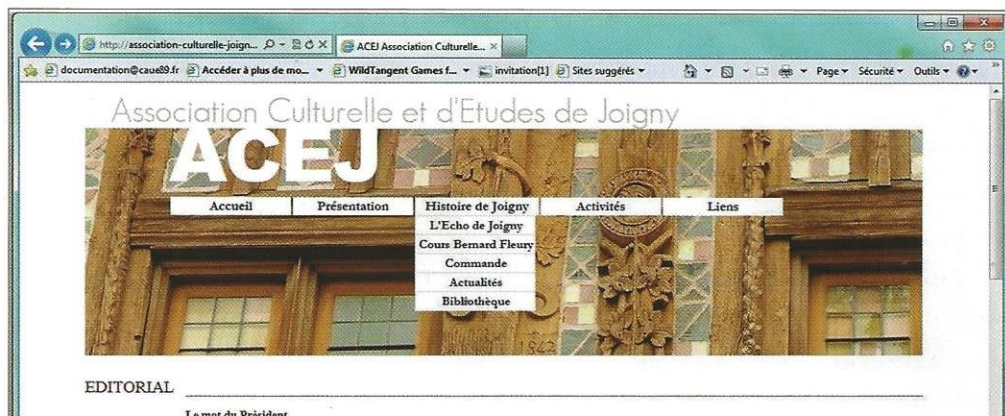 http://association-culturelle-joign... ACEJ Association Culturelle...
documentation@caue89.fr Accéder à plus de mo... WildTangent Games f... invitation[1] Sites suggérés Page Sécurité Outils
Association Culturelle et d'Etudes de Joigny
ACEJ
Accueil Présentation Histoire de Joigny Activités Liens
L'Echo de Joigny
Cours Bernard Fleury
Commande
Actualités
Bibliothèque
1842
EDITORIAL
Le mot du Président